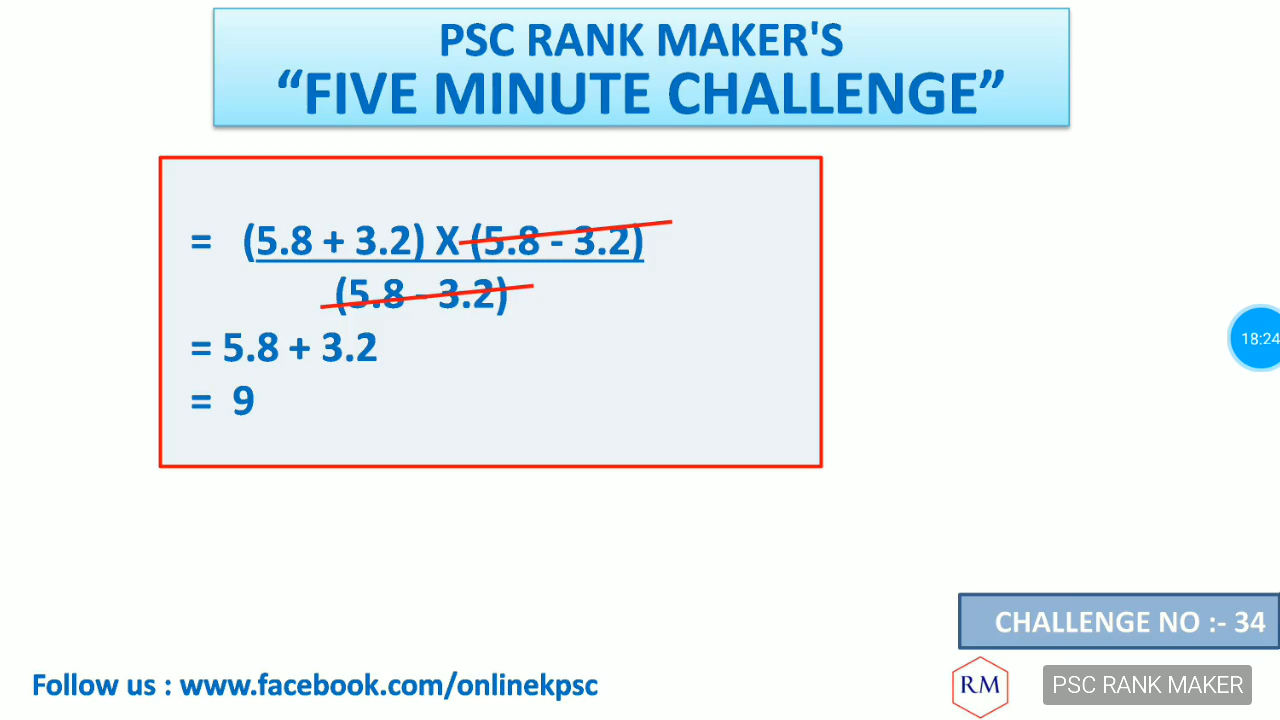 PSC RANK MAKER'S
“FIVE MINUTE CHALLENGE”
= (5.8 + 3.2) X (5.8 - 3.2)
(5.8 - 3.2)
= 5.8 + 3.2
= 9
18:24
CHALLENGE NO :- 34
Follow us : www.facebook.com/onlinekpsc
RM
PSC RANK MAKER